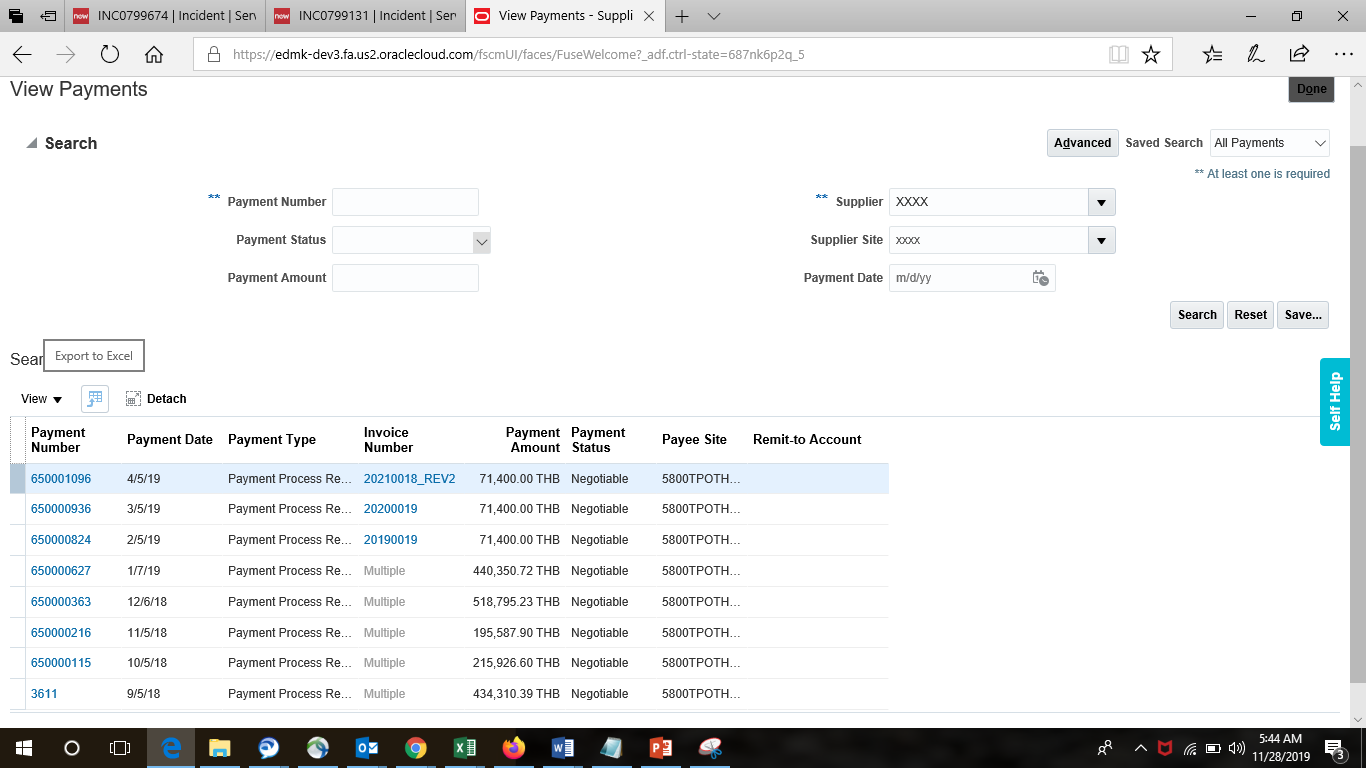 INC0799674 | Incident | Serv
INC0799131 | Incident | Serv
View Payments - Suppli
https://edmk-dev3.fa.us2.oraclecloud.com/fscmUI/faces/FuseWelcome?_adf.ctrl-state=687nk6p2q_5
View Payments
Done
Search
Advanced Saved Search All Payments
** At least one is required
** Payment Number
** Supplier XXXX
Payment Status
Supplier Site xxxx
Payment Amount
Payment Date m/d/yy
Search Reset Save...
Sear Export to Excel
Self Help
View Detach
Payment Number Payment Date Payment Type Invoice Number Payment Amount Payment Status Payee Site Remit-to Account
650001096 4/5/19 Payment Process Re... 20210018_REV2 71,400.00 THB Negotiable 5800TPOTH...
650000936 3/5/19 Payment Process Re... 20200019 71,400.00 THB Negotiable 5800TPOTH...
650000824 2/5/19 Payment Process Re... 20190019 71,400.00 THB Negotiable 5800TPOTH...
650000627 1/7/19 Payment Process Re... Multiple 440,350.72 THB Negotiable 5800TPOTH...
650000363 12/6/18 Payment Process Re... Multiple 518,795.23 THB Negotiable 5800TPOTH...
650000216 11/5/18 Payment Process Re... Multiple 195,587.90 THB Negotiable 5800TPOTH...
650000115 10/5/18 Payment Process Re... Multiple 215,926.60 THB Negotiable 5800TPOTH...
3611 9/5/18 Payment Process Re... Multiple 434,310.39 THB Negotiable 5800TPOTH...
5:44 AM
11/28/2019
3